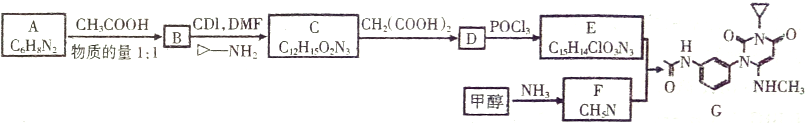 A
C₆H₈N₂
CH₃COOH
物质的量 1:1
B
CDI, DMF
NH₂
C
C₁₂H₁₅O₂N₃
CH₂(COOH)₂
D
POCl₃
E
C₁₅H₁₄ClO₃N₃
甲醇
NH₃
F
CH₅N
O
H
N
O
N
O
N
NHCH₃
G